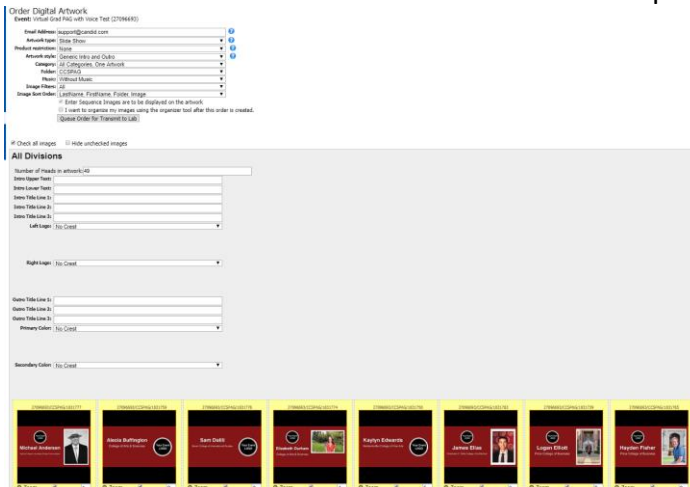 Order Digital Artwork
Event: Virtual Grad PAG with Voice Test (27096693)
Email Address: support@candid.com
Artwork type: Slide Show
Product restriction: None
Artwork style: Generic Intro and Outro
Category: All Categories, One Artwork
Folder: CCSPAG
Music: Without Music
Image Filters: All
Image Sort Order: LastName, FirstName, Folder, Image
Enter Sequence Images are to be displayed on the artwork
I want to organize my images using the organizer tool after this order is created.
Queue Order for Transmit to Lab
Check all images Hide unchecked images
All Divisions
Number of Heads in artwork: 49
Intro Upper Text:
Intro Lower Text:
Intro Title Line 1:
Intro Title Line 2:
Intro Title Line 3:
Left Logo: No Crest
Right Logo: No Crest
Outro Title Line 1:
Outro Title Line 2:
Outro Title Line 3:
Primary Color: No Crest
Secondary Color: No Crest
Michael Anderson
Alexis Buffington
Sam Dalili
Elizabeth Durham
Kaylyn Edwards
James Elias
Logan Elliott
Hayden Fisher